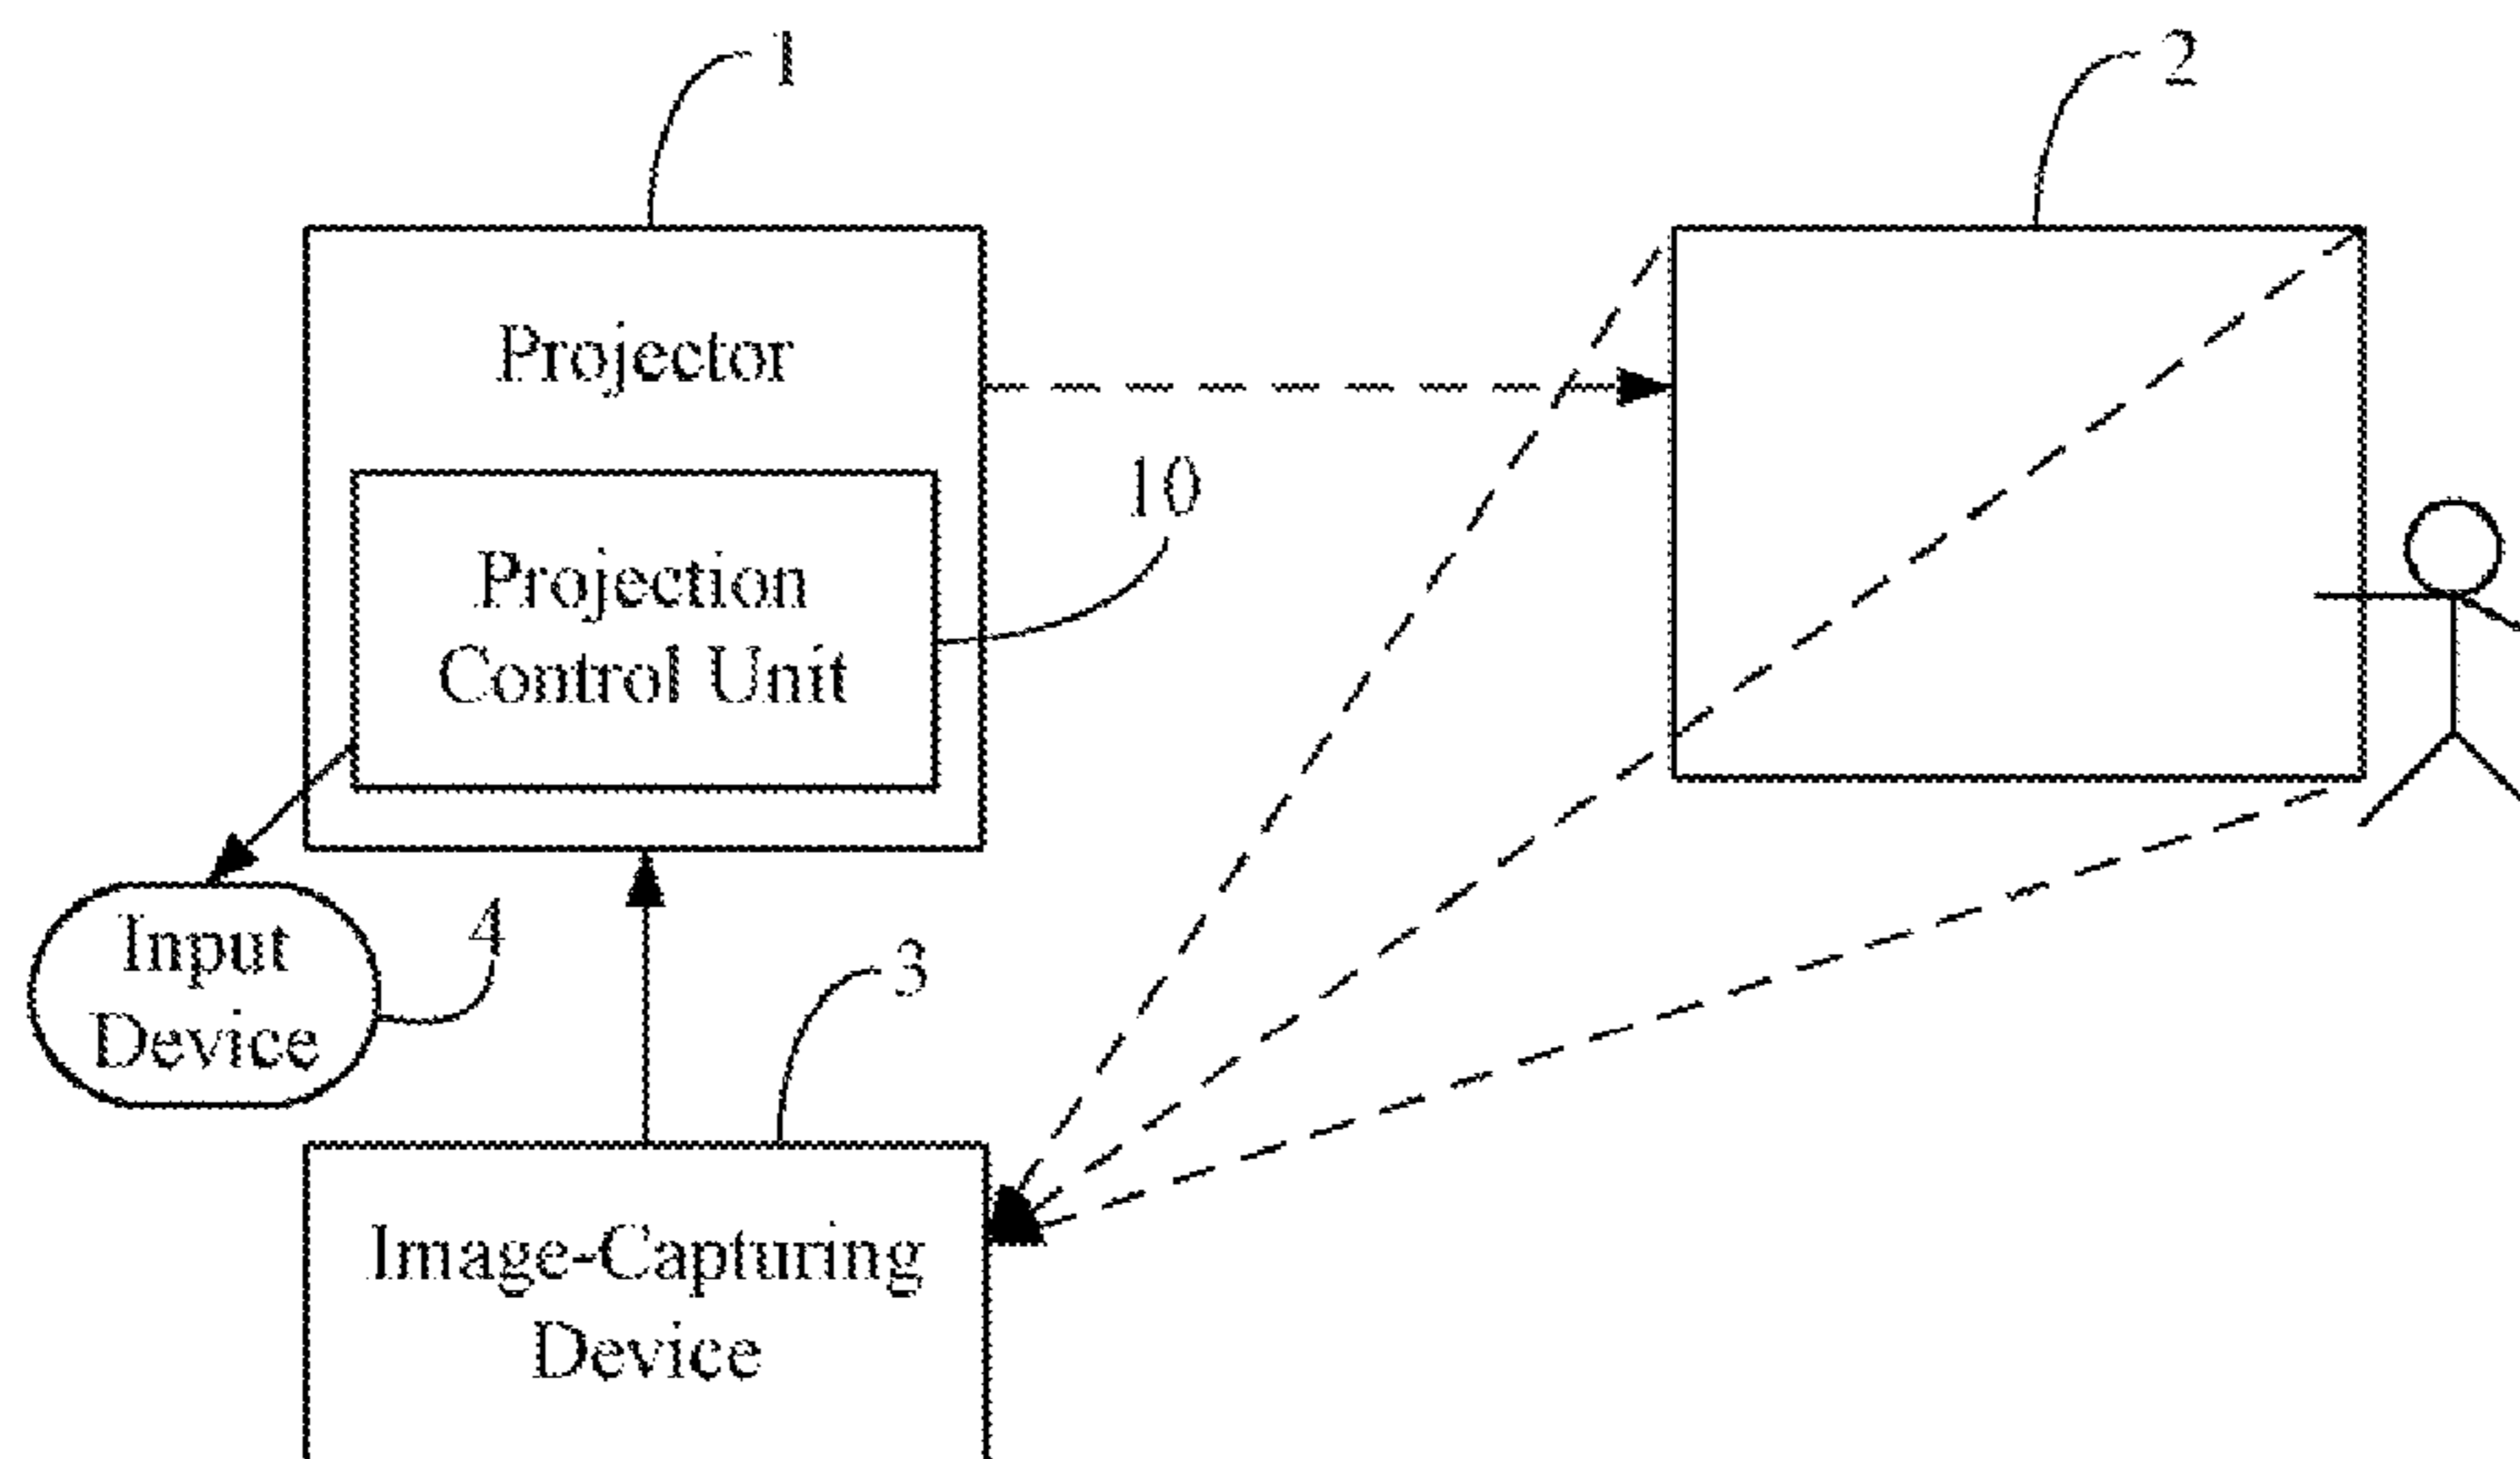 1
2
Projector
10
Projection
Control Unit
4
Input
Device
3
Image-Capturing
Device